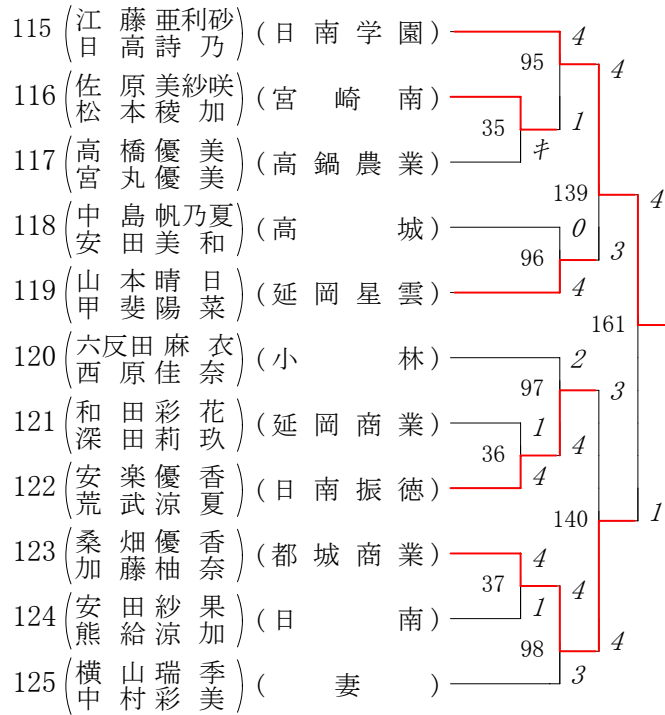 115 (江 藤 亜利砂 日 高 詩 乃) (日 南 学 園) 4
95 4
116 (佐 原 美紗咲 松 本 稜 加) (宮 崎 南)
35 1
キ
117 (高 橋 優 美 宮 丸 優 美) (高 鍋 農 業)
139 4
118 (中 島 帆乃夏 安 田 美 和) (高 城) 0
96 3
119 (山 本 晴 日 甲 斐 陽 菜) (延 岡 星 雲) 4
161
120 (六反田 麻 衣 西 原 佳 奈) (小 林) 2
97 3
121 (和 田 彩 花 深 田 莉 玖) (延 岡 商 業) 1
36 4
4
122 (安 楽 優 香 荒 武 涼 夏) (日 南 振 徳)
140 1
123 (桑 畑 優 香 加 藤 柚 奈) (都 城 商 業) 4
37 4
1
124 (安 田 紗 果 熊 給 涼 加) (日 南)
98 4
125 (横 山 瑞 季 中 村 彩 美) (妻) 3